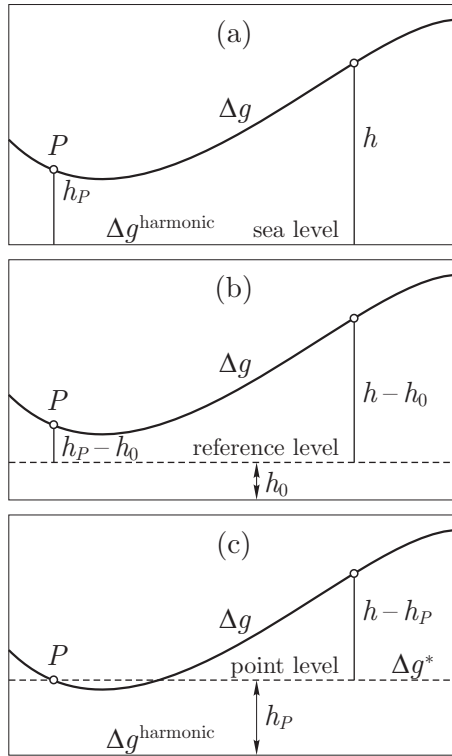 (a)
Δg
P
h_P
h
Δg^harmonic
sea level
(b)
Δg
P
h − h_0
h_P − h_0
reference level
h_0
(c)
Δg
P
h − h_P
point level
Δg*
h_P
Δg^harmonic